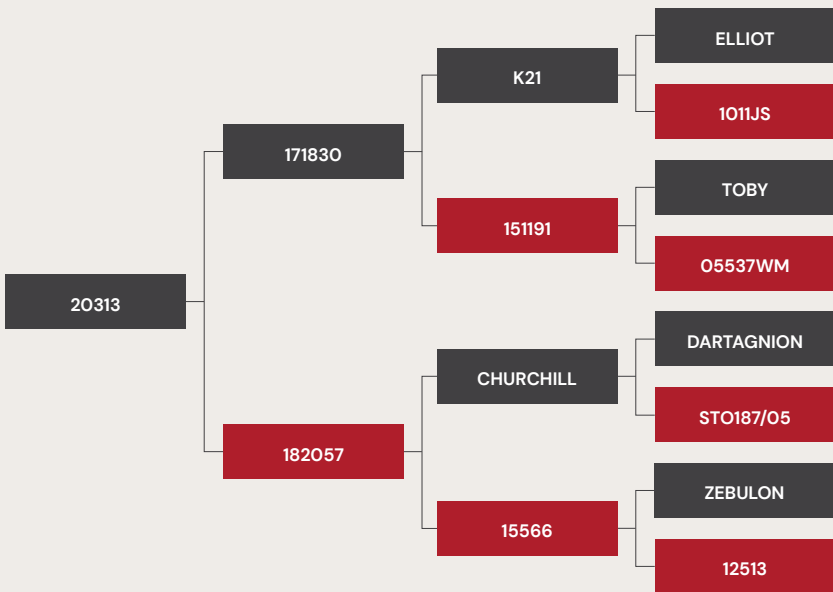 ELLIOT
K21
1011JS
171830
TOBY
151191
05537WM
20313
DARTAGNION
CHURCHILL
STO187/05
182057
ZEBULON
15566
12513